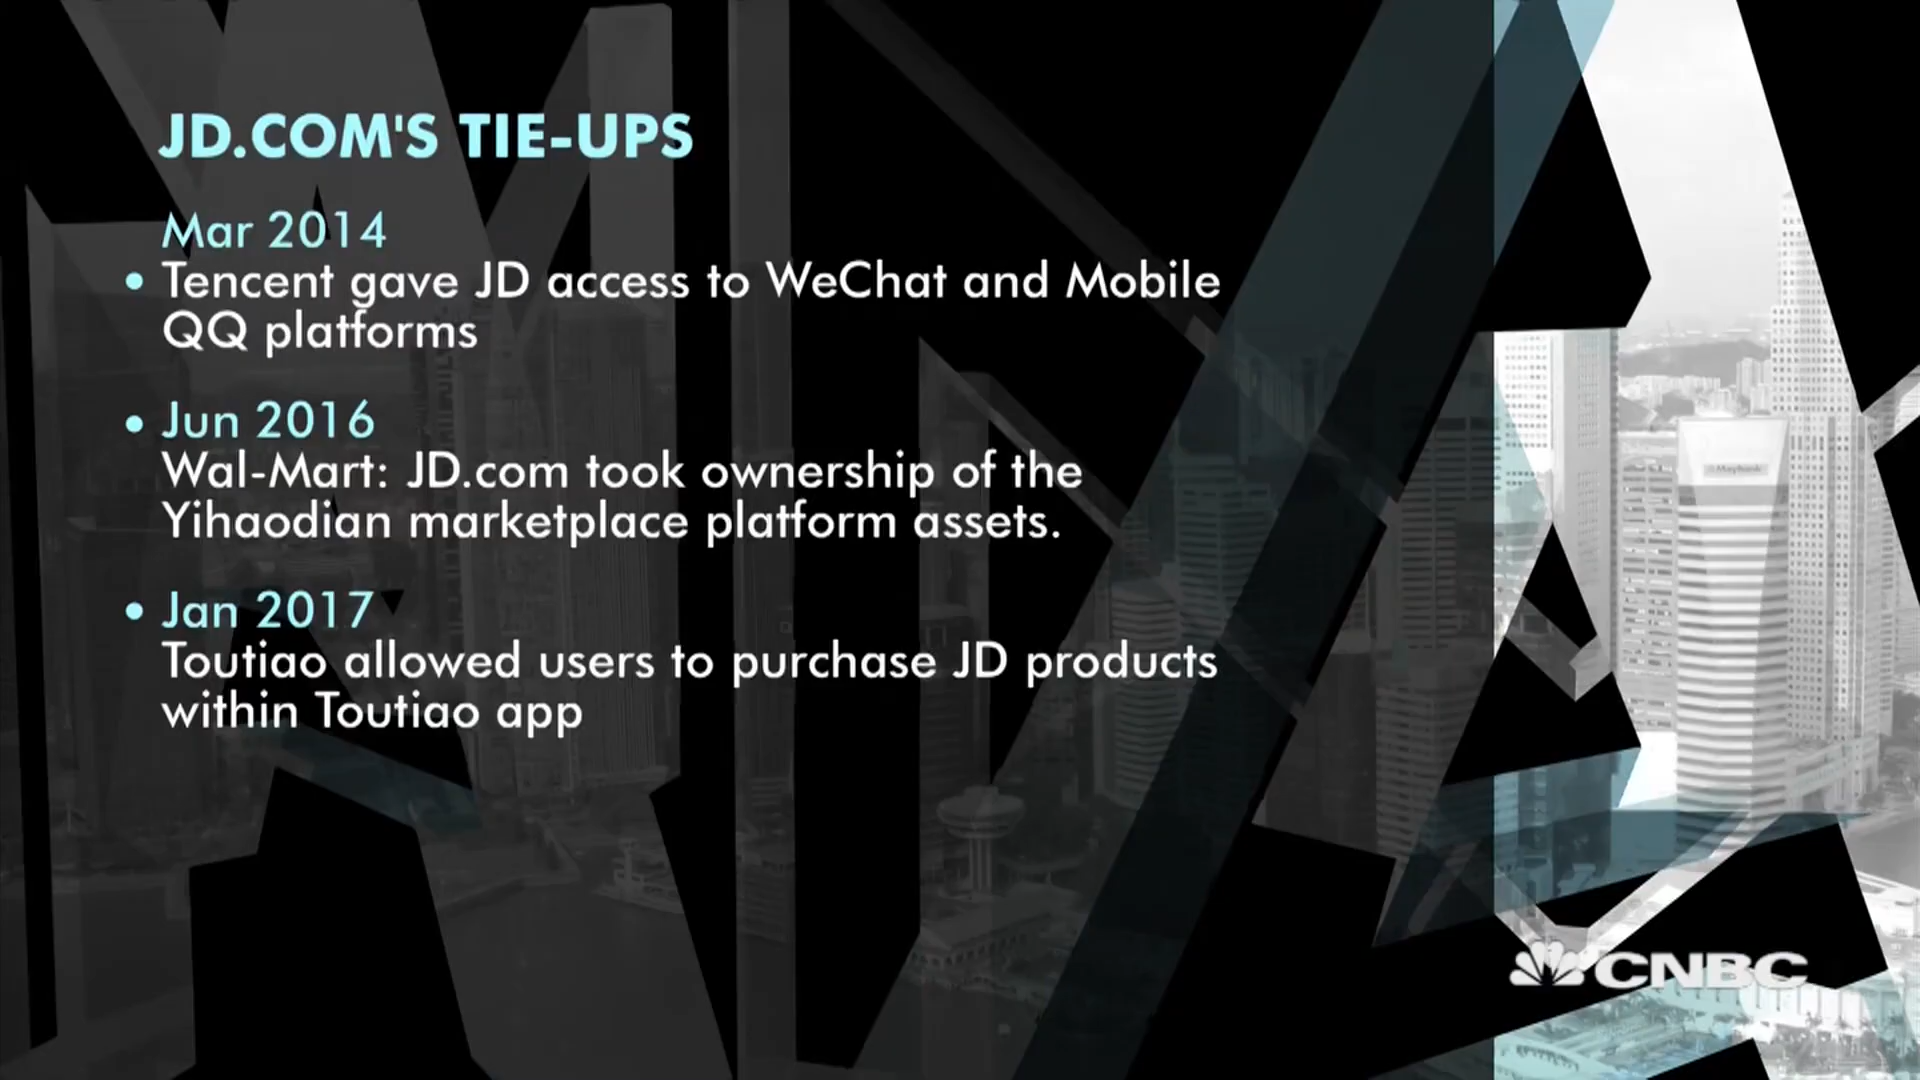 JD.COM'S TIE-UPS
Mar 2014
• Tencent gave JD access to WeChat and Mobile
QQ platforms
• Jun 2016
Wal-Mart: JD.com took ownership of the
Yihaodian marketplace platform assets.
• Jan 2017
Toutiao allowed users to purchase JD products
within Toutiao app
Maybank
CNBC